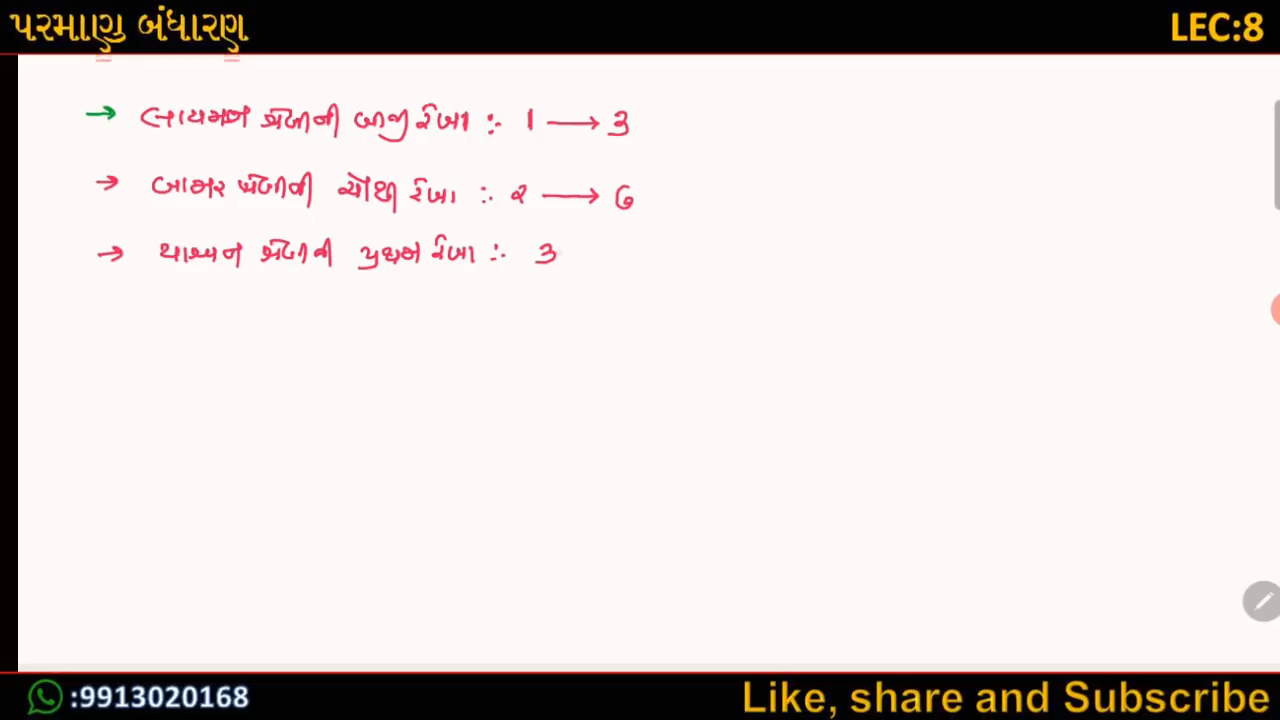 પરમાણુ બંધારણ
LEC:8
→ લાયમન શ્રેણીની બીજી રેખા :- 1 → 3
→ બામર શ્રેણીની ચોથી રેખા :- 2 → 6
→ પાશ્ચન શ્રેણીની પ્રથમ રેખા :- 3
:9913020168
Like, share and Subscribe